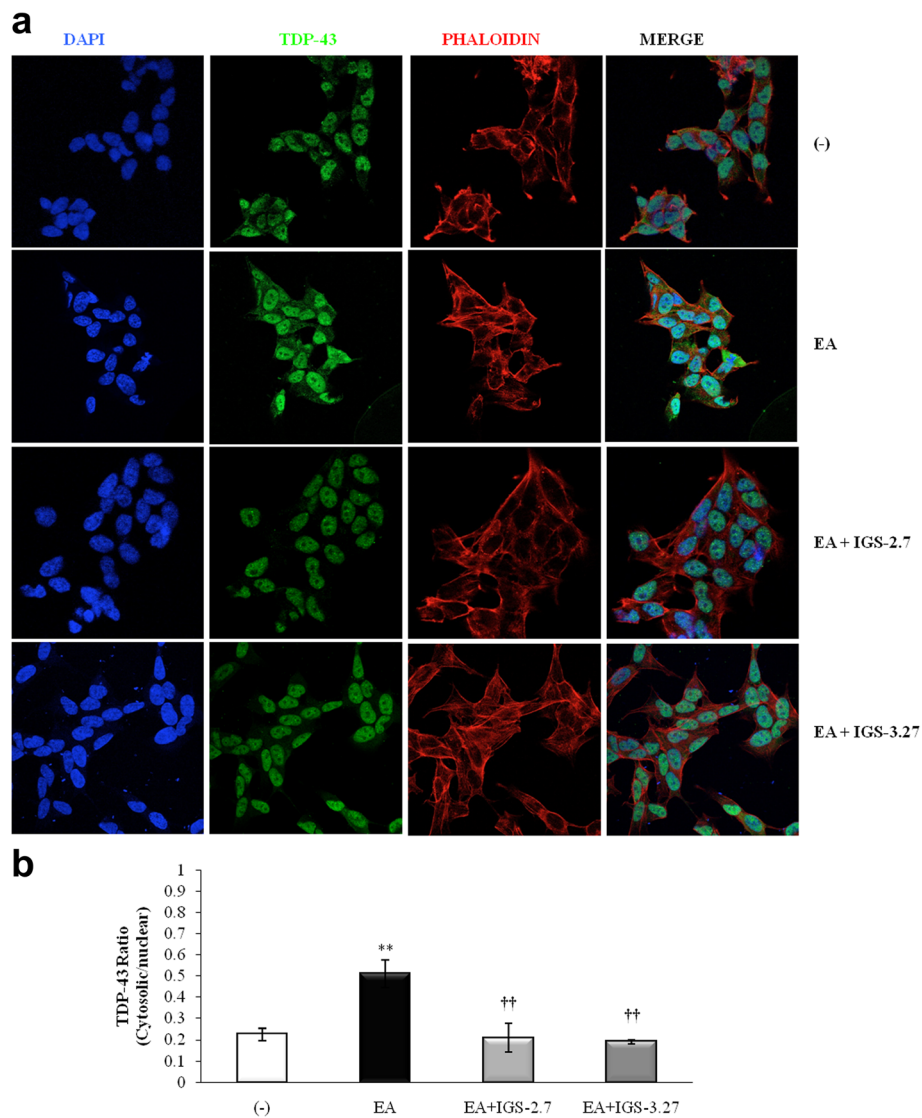 a
DAPI TDP-43 PHALOIDIN MERGE
(-)
EA
EA + IGS-2.7
EA + IGS-3.27
b
TDP-43 Ratio
(Cytosolic/nuclear)
1
0.9
0.8
0.7
0.6
0.5
0.4
0.3
0.2
0.1
0
**
††
††
(-) EA EA+IGS-2.7 EA+IGS-3.27